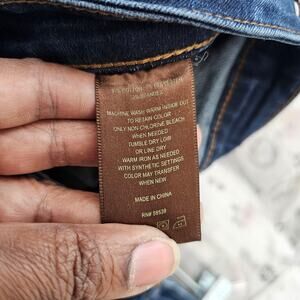 MACHINE WASH WARM INSIDE OUT
TO RETAIN COLOR
ONLY NON CHLORINE BLEACH
WHEN NEEDED
TUMBLE DRY LOW
OR LINE DRY
WARM IRON AS NEEDED
WITH SYNTHETIC SETTINGS
COLOR MAY TRANSFER
WHEN NEW
MADE IN CHINA
RN# 58539